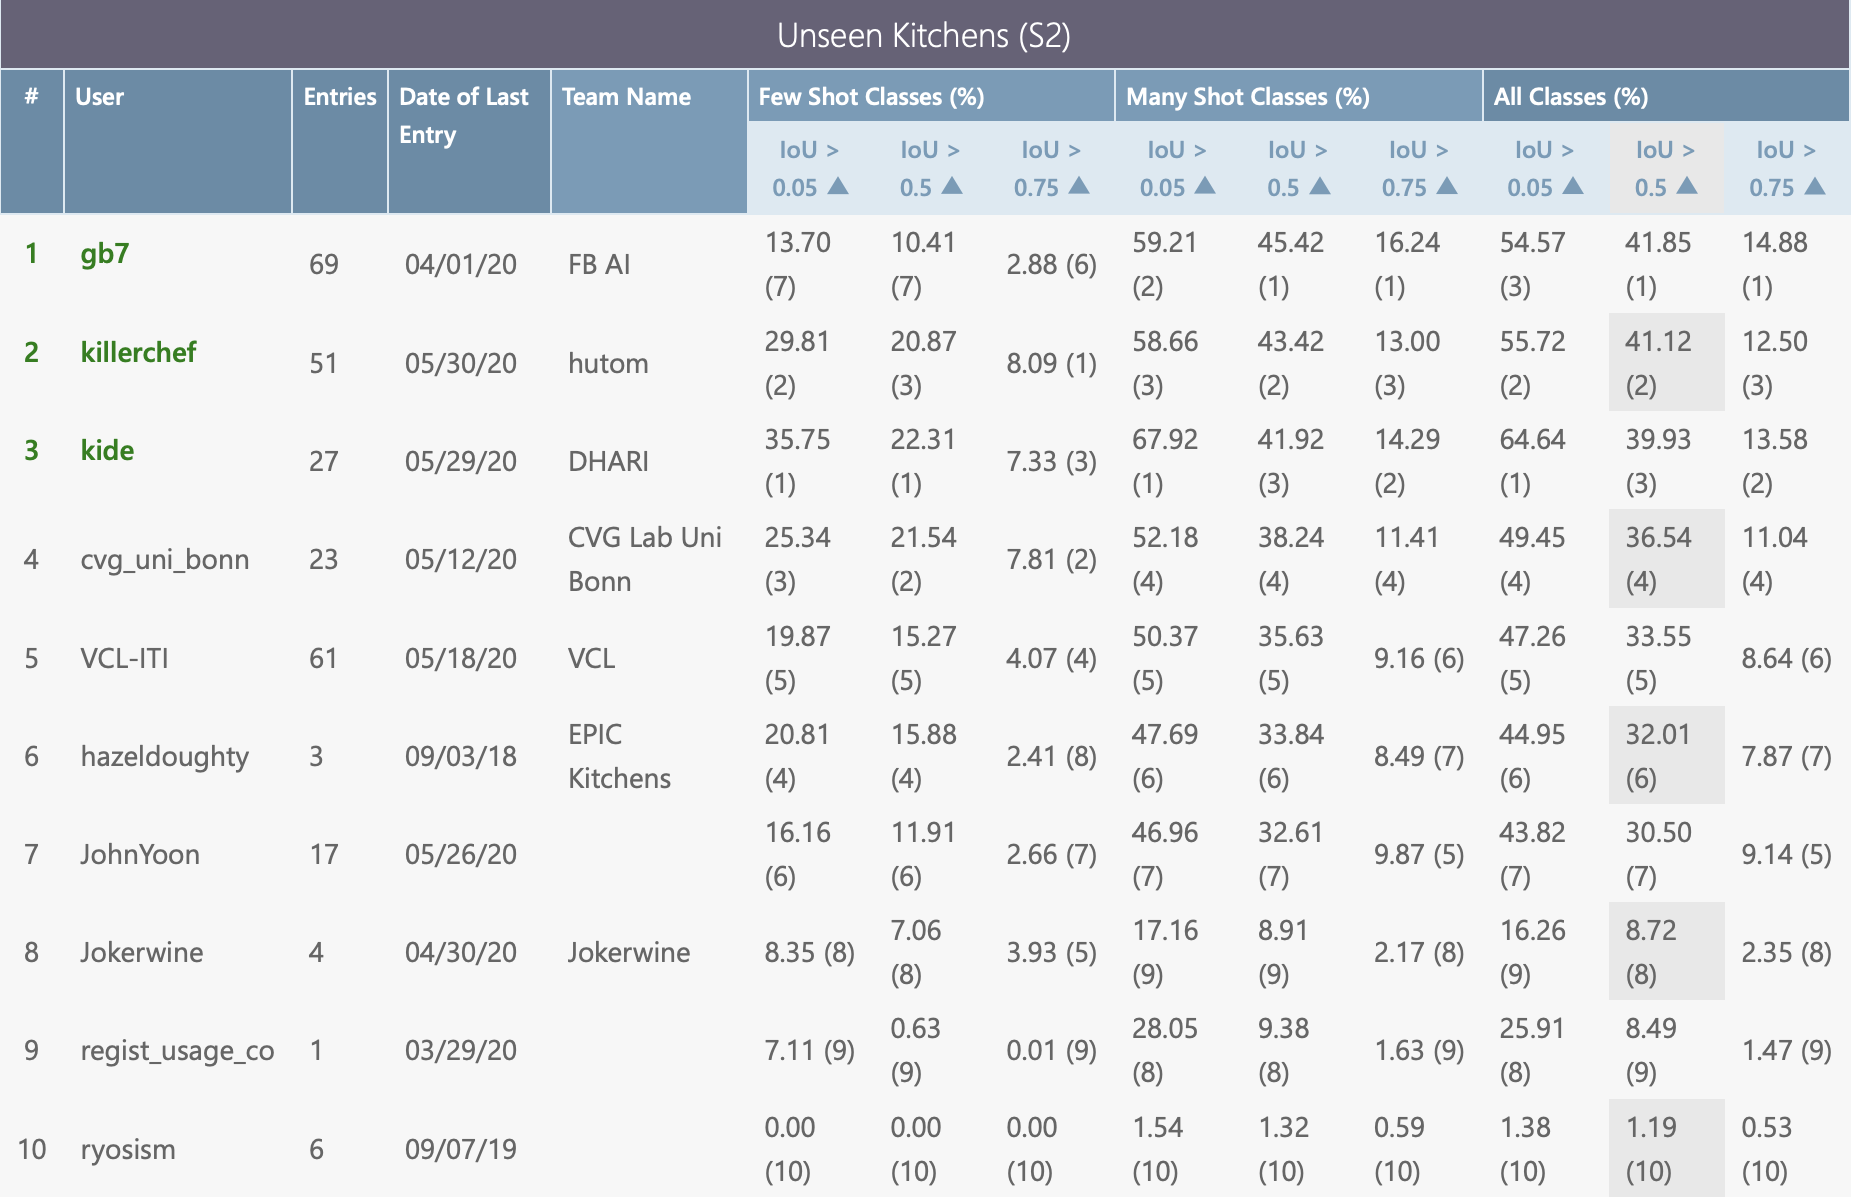 Unseen Kitchens (S2)
# User Entries Date of Last Entry Team Name Few Shot Classes (%) Many Shot Classes (%) All Classes (%)
IoU > 0.05 ▲ IoU > 0.5 ▲ IoU > 0.75 ▲ IoU > 0.05 ▲ IoU > 0.5 ▲ IoU > 0.75 ▲ IoU > 0.05 ▲ IoU > 0.5 ▲ IoU > 0.75 ▲
1 gb7 69 04/01/20 FB AI 13.70 (7) 10.41 (7) 2.88 (6) 59.21 (2) 45.42 (1) 16.24 (1) 54.57 (3) 41.85 (1) 14.88 (1)
2 killerchef 51 05/30/20 hutom 29.81 (2) 20.87 (3) 8.09 (1) 58.66 (3) 43.42 (2) 13.00 (3) 55.72 (2) 41.12 (2) 12.50 (3)
3 kide 27 05/29/20 DHARI 35.75 (1) 22.31 (1) 7.33 (3) 67.92 (1) 41.92 (3) 14.29 (2) 64.64 (1) 39.93 (3) 13.58 (2)
4 cvg_uni_bonn 23 05/12/20 CVG Lab Uni Bonn 25.34 (3) 21.54 (2) 7.81 (2) 52.18 (4) 38.24 (4) 11.41 (4) 49.45 (4) 36.54 (4) 11.04 (4)
5 VCL-ITI 61 05/18/20 VCL 19.87 (5) 15.27 (5) 4.07 (4) 50.37 (5) 35.63 (5) 9.16 (6) 47.26 (5) 33.55 (5) 8.64 (6)
6 hazeldoughty 3 09/03/18 EPIC Kitchens 20.81 (4) 15.88 (4) 2.41 (8) 47.69 (6) 33.84 (6) 8.49 (7) 44.95 (6) 32.01 (6) 7.87 (7)
7 JohnYoon 17 05/26/20 16.16 (6) 11.91 (6) 2.66 (7) 46.96 (7) 32.61 (7) 9.87 (5) 43.82 (7) 30.50 (7) 9.14 (5)
8 Jokerwine 4 04/30/20 Jokerwine 8.35 (8) 7.06 (8) 3.93 (5) 17.16 (9) 8.91 (9) 2.17 (8) 16.26 (9) 8.72 (8) 2.35 (8)
9 regist_usage_co 1 03/29/20 7.11 (9) 0.63 (9) 0.01 (9) 28.05 (8) 9.38 (8) 1.63 (9) 25.91 (8) 8.49 (9) 1.47 (9)
10 ryosism 6 09/07/19 0.00 (10) 0.00 (10) 0.00 (10) 1.54 (10) 1.32 (10) 0.59 (10) 1.38 (10) 1.19 (10) 0.53 (10)